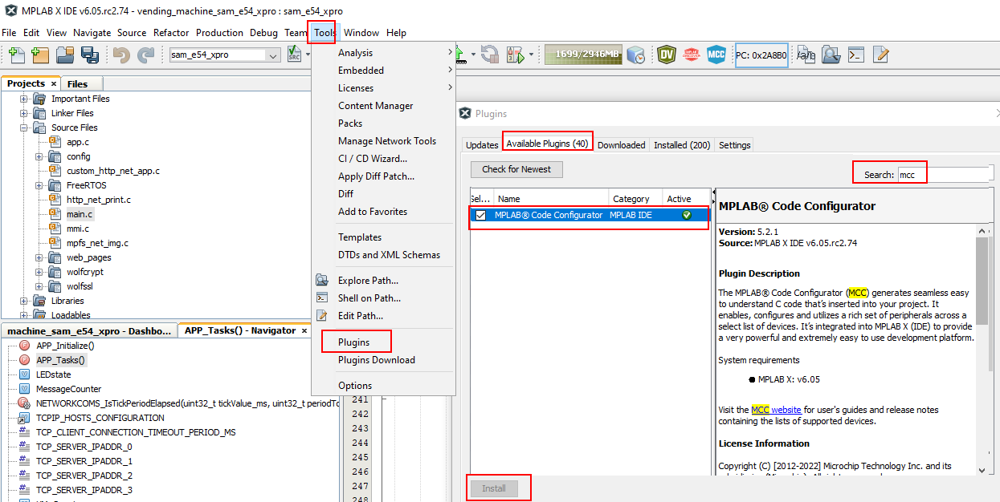 MPLAB X IDE v6.05.rc2.74 - vending_machine_sam_e54_xpro : sam_e54_xpro
File Edit View Navigate Source Refactor Production Debug Team Tools Window Help
sam_e54_xpro
SRC
1699/2946MB
DV
MCC
PC: 0x2A8B0
Projects × Files
Important Files
Linker Files
Source Files
app.c
config
custom_http_net_app.c
FreeRTOS
http_net_print.c
main.c
mmi.c
mpfs_net_img.c
web_pages
wolfcrypt
wolfssl
Libraries
Loadables
machine_sam_e54_xpro - Dashbo...
APP_Tasks() - Navigator ×
APP_Initialize()
APP_Tasks()
LEDstate
MessageCounter
NETWORKCOMS_IsTickPeriodElapsed(uint32_t tickValue_ms, uint32_t periodTo
TCPIP_HOSTS_CONFIGURATION
TCP_CLIENT_CONNECTION_TIMEOUT_PERIOD_MS
TCP_SERVER_IPADDR_0
TCP_SERVER_IPADDR_1
TCP_SERVER_IPADDR_2
TCP_SERVER_IPADDR_3
Analysis
Embedded
Licenses
Content Manager
Packs
Manage Network Tools
CI / CD Wizard...
Apply Diff Patch...
Diff
Add to Favorites
Templates
DTDs and XML Schemas
Explore Path...
Shell on Path...
Edit Path...
Plugins
Plugins Download
Options
241
242
243
244
245
246
247
248
Plugins
Updates Available Plugins (40) Downloaded Installed (200) Settings
Check for Newest
Search: mcc
Sel... Name Category Active
MPLAB® Code Configurator MPLAB IDE
MPLAB® Code Configurator
Version: 5.2.1
Source: MPLAB X IDE v6.05.rc2.74
Plugin Description
The MPLAB® Code Configurator (MCC) generates seamless easy
to understand C code that's inserted into your project. It
enables, configures and utilizes a rich set of peripherals across a
select list of devices. It's integrated into MPLAB X (IDE) to provide
a very powerful and extremely easy to use development platform.
System requirements
● MPLAB X: v6.05
Visit the MCC website for user's guides and release notes
containing the lists of supported devices.
License Information
Copyright (C) [2012-2022] Microchip Technology Inc. and its
Install